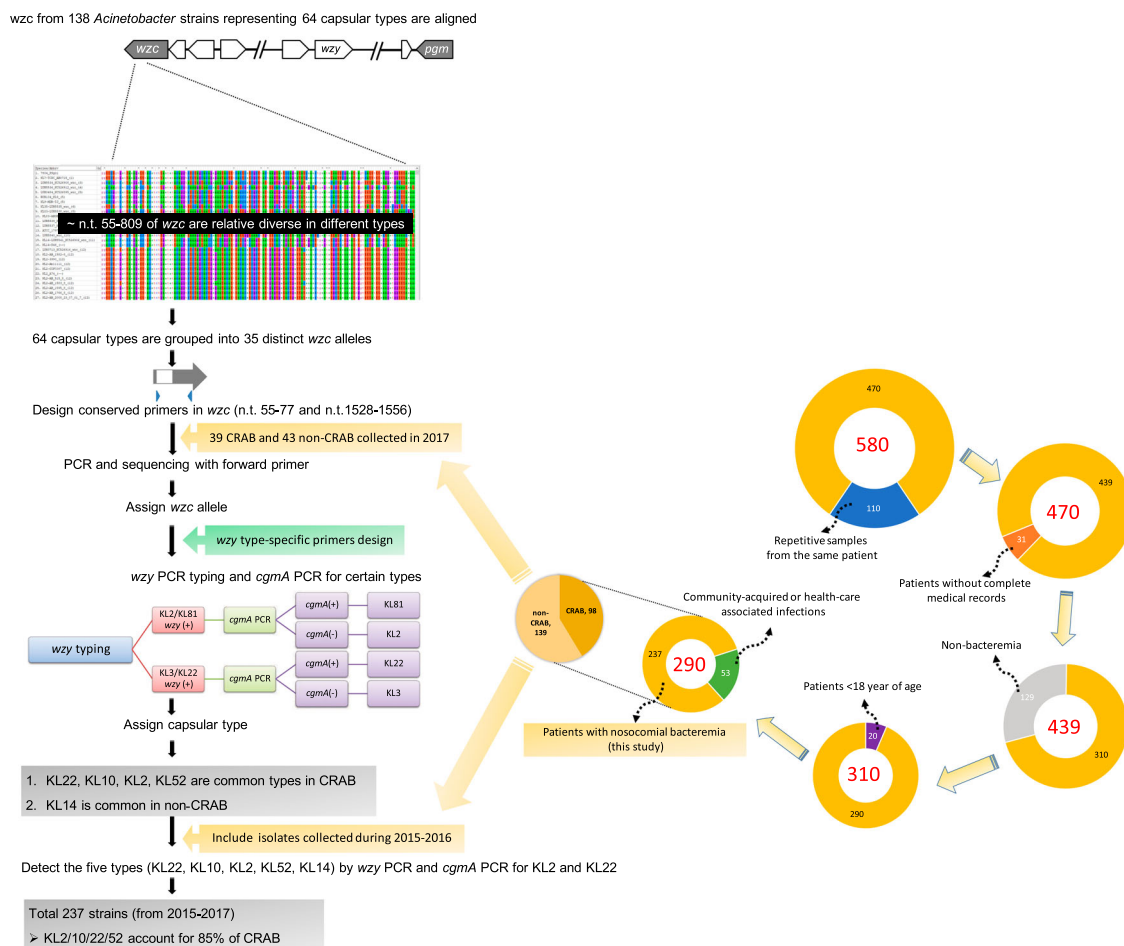 wzc from 138 Acinetobacter strains representing 64 capsular types are aligned
wzc
wzy
pgm
~ n.t. 55-809 of wzc are relative diverse in different types
64 capsular types are grouped into 35 distinct wzc alleles
Design conserved primers in wzc (n.t. 55-77 and n.t.1528-1556)
39 CRAB and 43 non-CRAB collected in 2017
PCR and sequencing with forward primer
Assign wzc allele
wzy type-specific primers design
wzy PCR typing and cgmA PCR for certain types
wzy typing
KL2/KL81
wzy (+)
cgmA PCR
cgmA(+)
KL81
cgmA(-)
KL2
KL3/KL22
wzy (+)
cgmA PCR
cgmA(+)
KL22
cgmA(-)
KL3
Assign capsular type
1. KL22, KL10, KL2, KL52 are common types in CRAB
2. KL14 is common in non-CRAB
Include isolates collected during 2015-2016
Detect the five types (KL22, KL10, KL2, KL52, KL14) by wzy PCR and cgmA PCR for KL2 and KL22
Total 237 strains (from 2015-2017)
➢ KL2/10/22/52 account for 85% of CRAB
470
580
110
Repetitive samples
from the same patient
439
470
31
Patients without complete
medical records
Non-bacteremia
129
439
310
Patients <18 year of age
20
310
290
Community-acquired or health-care
associated infections
237
290
53
Patients with nosocomial bacteremia
(this study)
non-
CRAB,
139
CRAB, 98